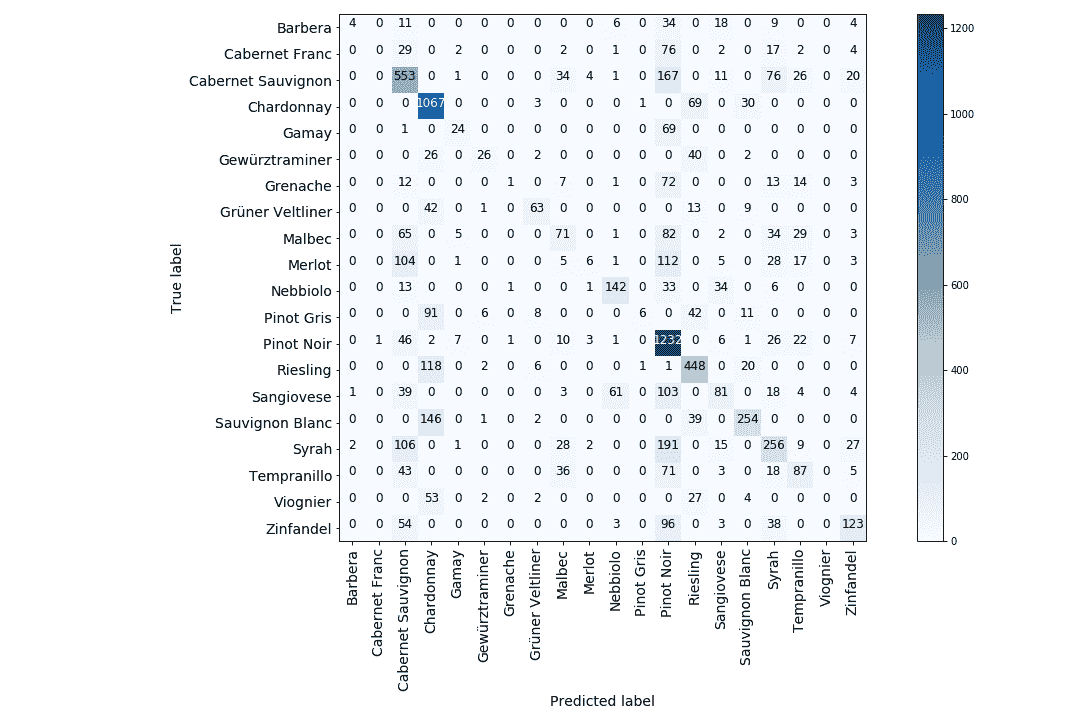 Barbera 4 0 11 0 0 0 0 0 0 0 6 0 34 0 18 0 9 0 0 4
Cabernet Franc 0 0 29 0 2 0 0 0 2 0 1 0 76 0 2 0 17 2 0 4
Cabernet Sauvignon 0 0 553 0 1 0 0 0 34 4 1 0 167 0 11 0 76 26 0 20
Chardonnay 0 0 0 1067 0 0 0 3 0 0 0 1 0 69 0 30 0 0 0 0
Gamay 0 0 1 0 24 0 0 0 0 0 0 0 69 0 0 0 0 0 0 0
Gewürztraminer 0 0 0 26 0 26 0 2 0 0 0 0 0 40 0 2 0 0 0 0
Grenache 0 0 12 0 0 0 1 0 7 0 1 0 72 0 0 0 13 14 0 3
Grüner Veltliner 0 0 0 42 0 1 0 63 0 0 0 0 0 13 0 9 0 0 0 0
Malbec 0 0 65 0 5 0 0 0 71 0 1 0 82 0 2 0 34 29 0 3
Merlot 0 0 104 0 1 0 0 0 5 6 1 0 112 0 5 0 28 17 0 3
Nebbiolo 0 0 13 0 0 0 1 0 0 1 142 0 33 0 34 0 6 0 0 0
Pinot Gris 0 0 0 91 0 6 0 8 0 0 0 6 0 42 0 11 0 0 0 0
Pinot Noir 0 1 46 2 7 0 1 0 10 3 1 0 1232 0 6 1 26 22 0 7
Riesling 0 0 0 118 0 2 0 6 0 0 0 1 1 448 0 20 0 0 0 0
Sangiovese 1 0 39 0 0 0 0 0 3 0 61 0 103 0 81 0 18 4 0 4
Sauvignon Blanc 0 0 0 146 0 1 0 2 0 0 0 0 0 39 0 254 0 0 0 0
Syrah 2 0 106 0 1 0 0 0 28 2 0 0 191 0 15 0 256 9 0 27
Tempranillo 0 0 43 0 0 0 0 0 36 0 0 0 71 0 3 0 18 87 0 5
Viognier 0 0 0 53 0 2 0 2 0 0 0 0 0 27 0 4 0 0 0 0
Zinfandel 0 0 54 0 0 0 0 0 0 0 3 0 96 0 3 0 38 0 0 123
True label
Barbera
Cabernet Franc
Cabernet Sauvignon
Chardonnay
Gamay
Gewürztraminer
Grenache
Grüner Veltliner
Malbec
Merlot
Nebbiolo
Pinot Gris
Pinot Noir
Riesling
Sangiovese
Sauvignon Blanc
Syrah
Tempranillo
Viognier
Zinfandel
Predicted label
1200
1000
800
600
400
200
0